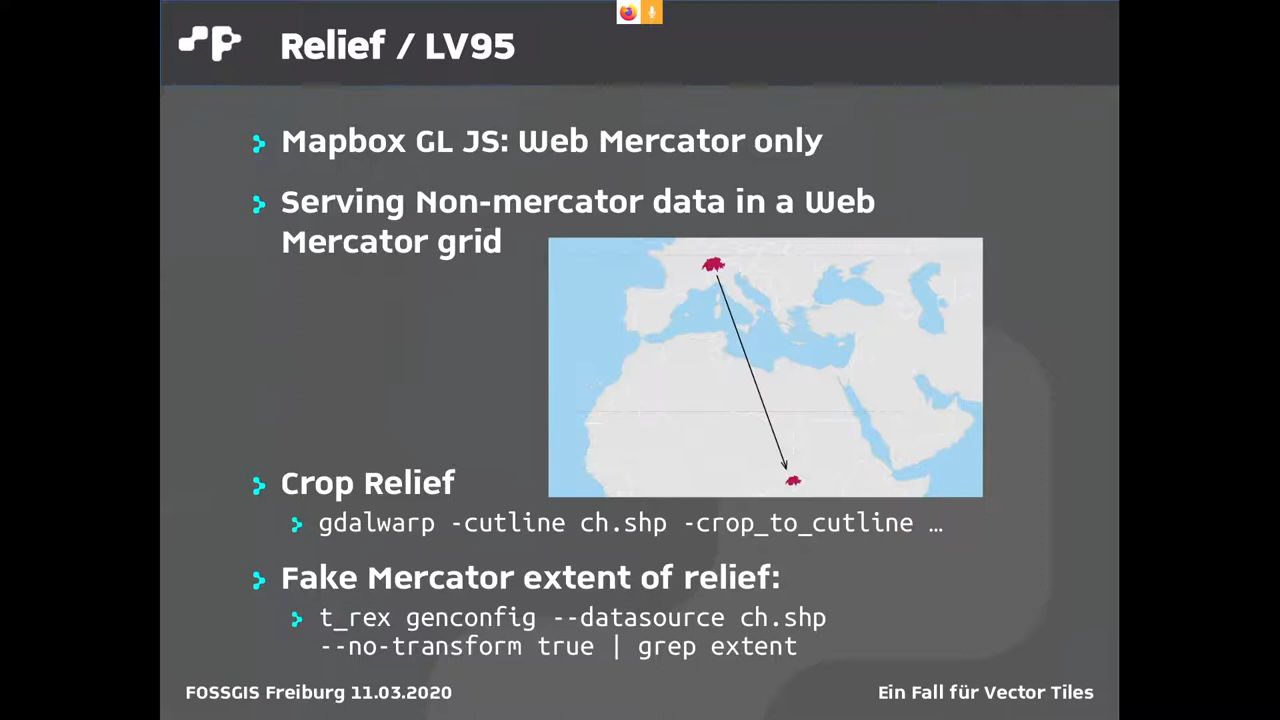 Relief / LV95
Mapbox GL JS: Web Mercator only
Serving Non-mercator data in a Web
Mercator grid
Crop Relief
gdalwarp -cutline ch.shp -crop_to_cutline …
Fake Mercator extent of relief:
t_rex genconfig --datasource ch.shp
--no-transform true | grep extent
FOSSGIS Freiburg 11.03.2020
Ein Fall für Vector Tiles